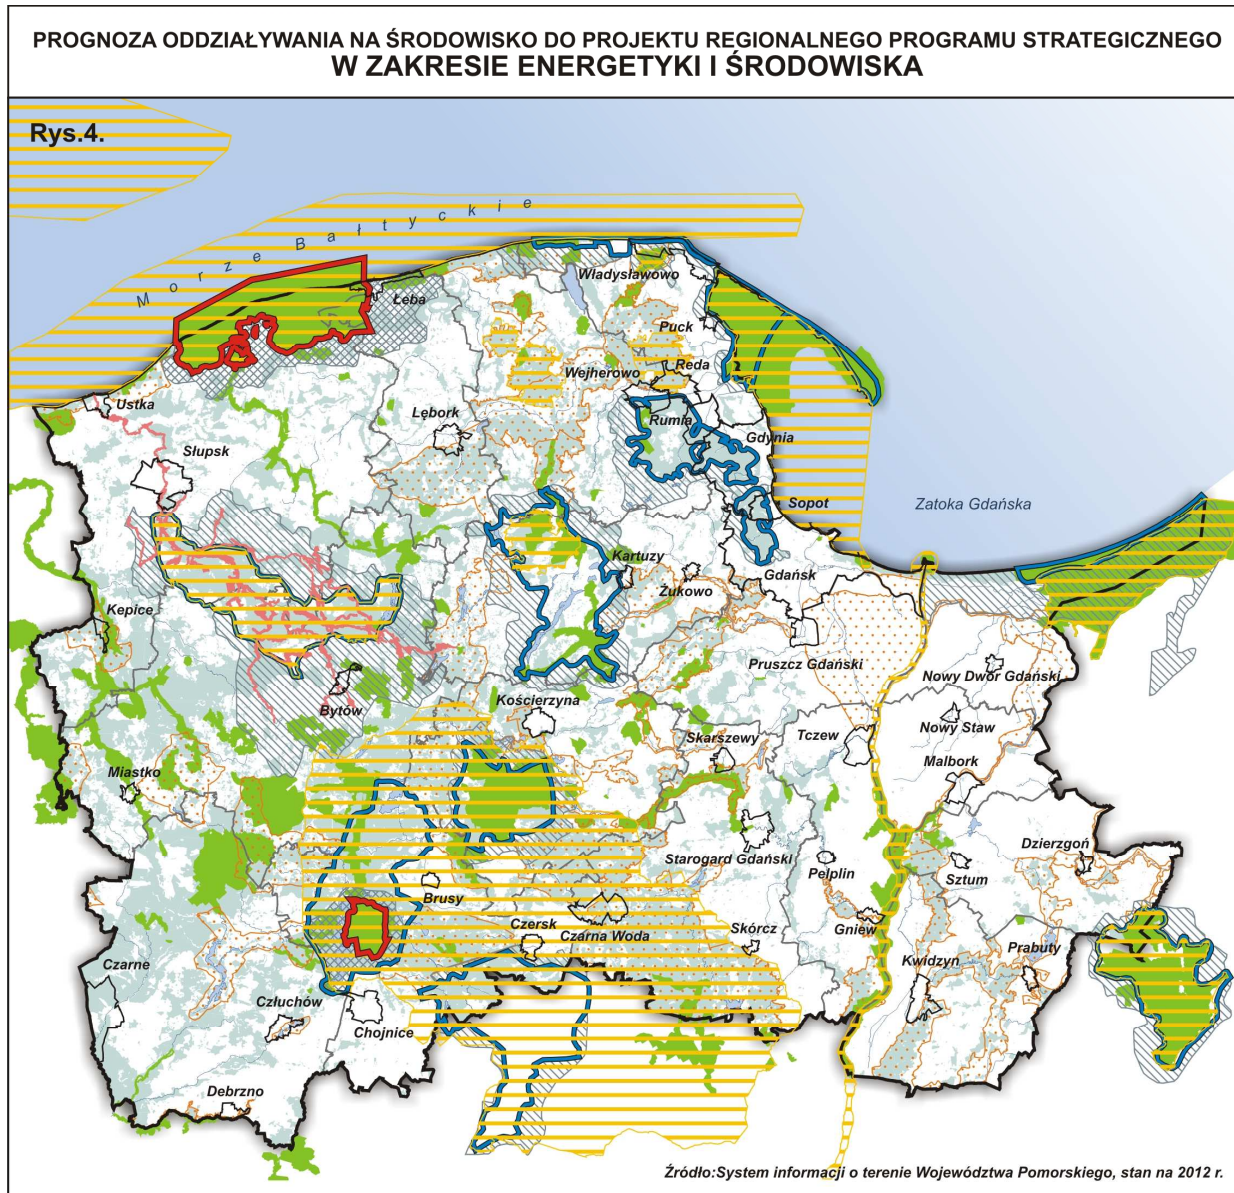 PROGNOZA ODDZIAŁYWANIA NA ŚRODOWISKO DO PROJEKTU REGIONALNEGO PROGRAMU STRATEGICZNEGO
W ZAKRESIE ENERGETYKI I ŚRODOWISKA
Rys.4.
Morze Bałtyckie
Władysławowo
Łeba
Puck
Reda
Wejherowo
Ustka
Lębork
Rumia
Gdynia
Słupsk
Sopot
Zatoka Gdańska
Kartuzy
Gdańsk
Żukowo
Kepice
Pruszcz Gdański
Nowy Dwór Gdański
Bytów
Kościerzyna
Nowy Staw
Skarszewy
Tczew
Malbork
Miastko
Dzierzgoń
Starogard Gdański
Pelplin
Sztum
Brusy
Czersk
Czarna Woda
Skórcz
Gniew
Prabuty
Kwidzyn
Czarne
Człuchów
Chojnice
Debrzno
Źródło:System informacji o terenie Województwa Pomorskiego, stan na 2012 r.